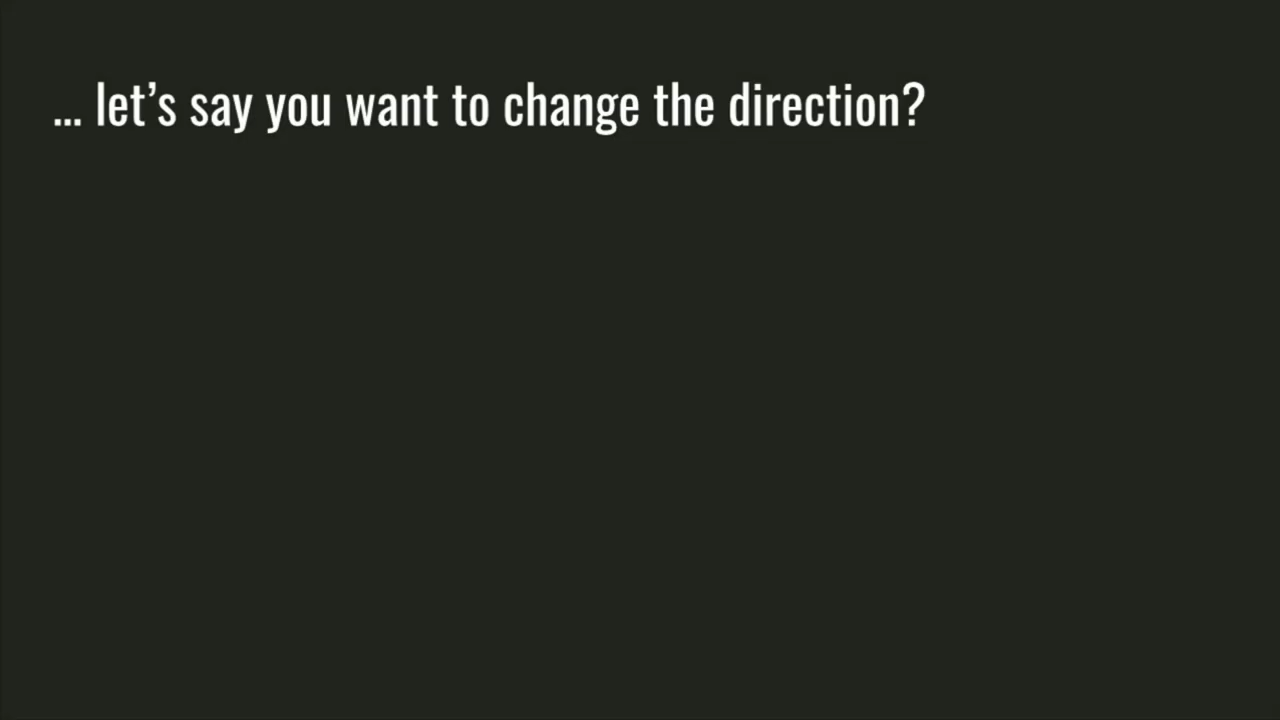 ... let’s say you want to change the direction?